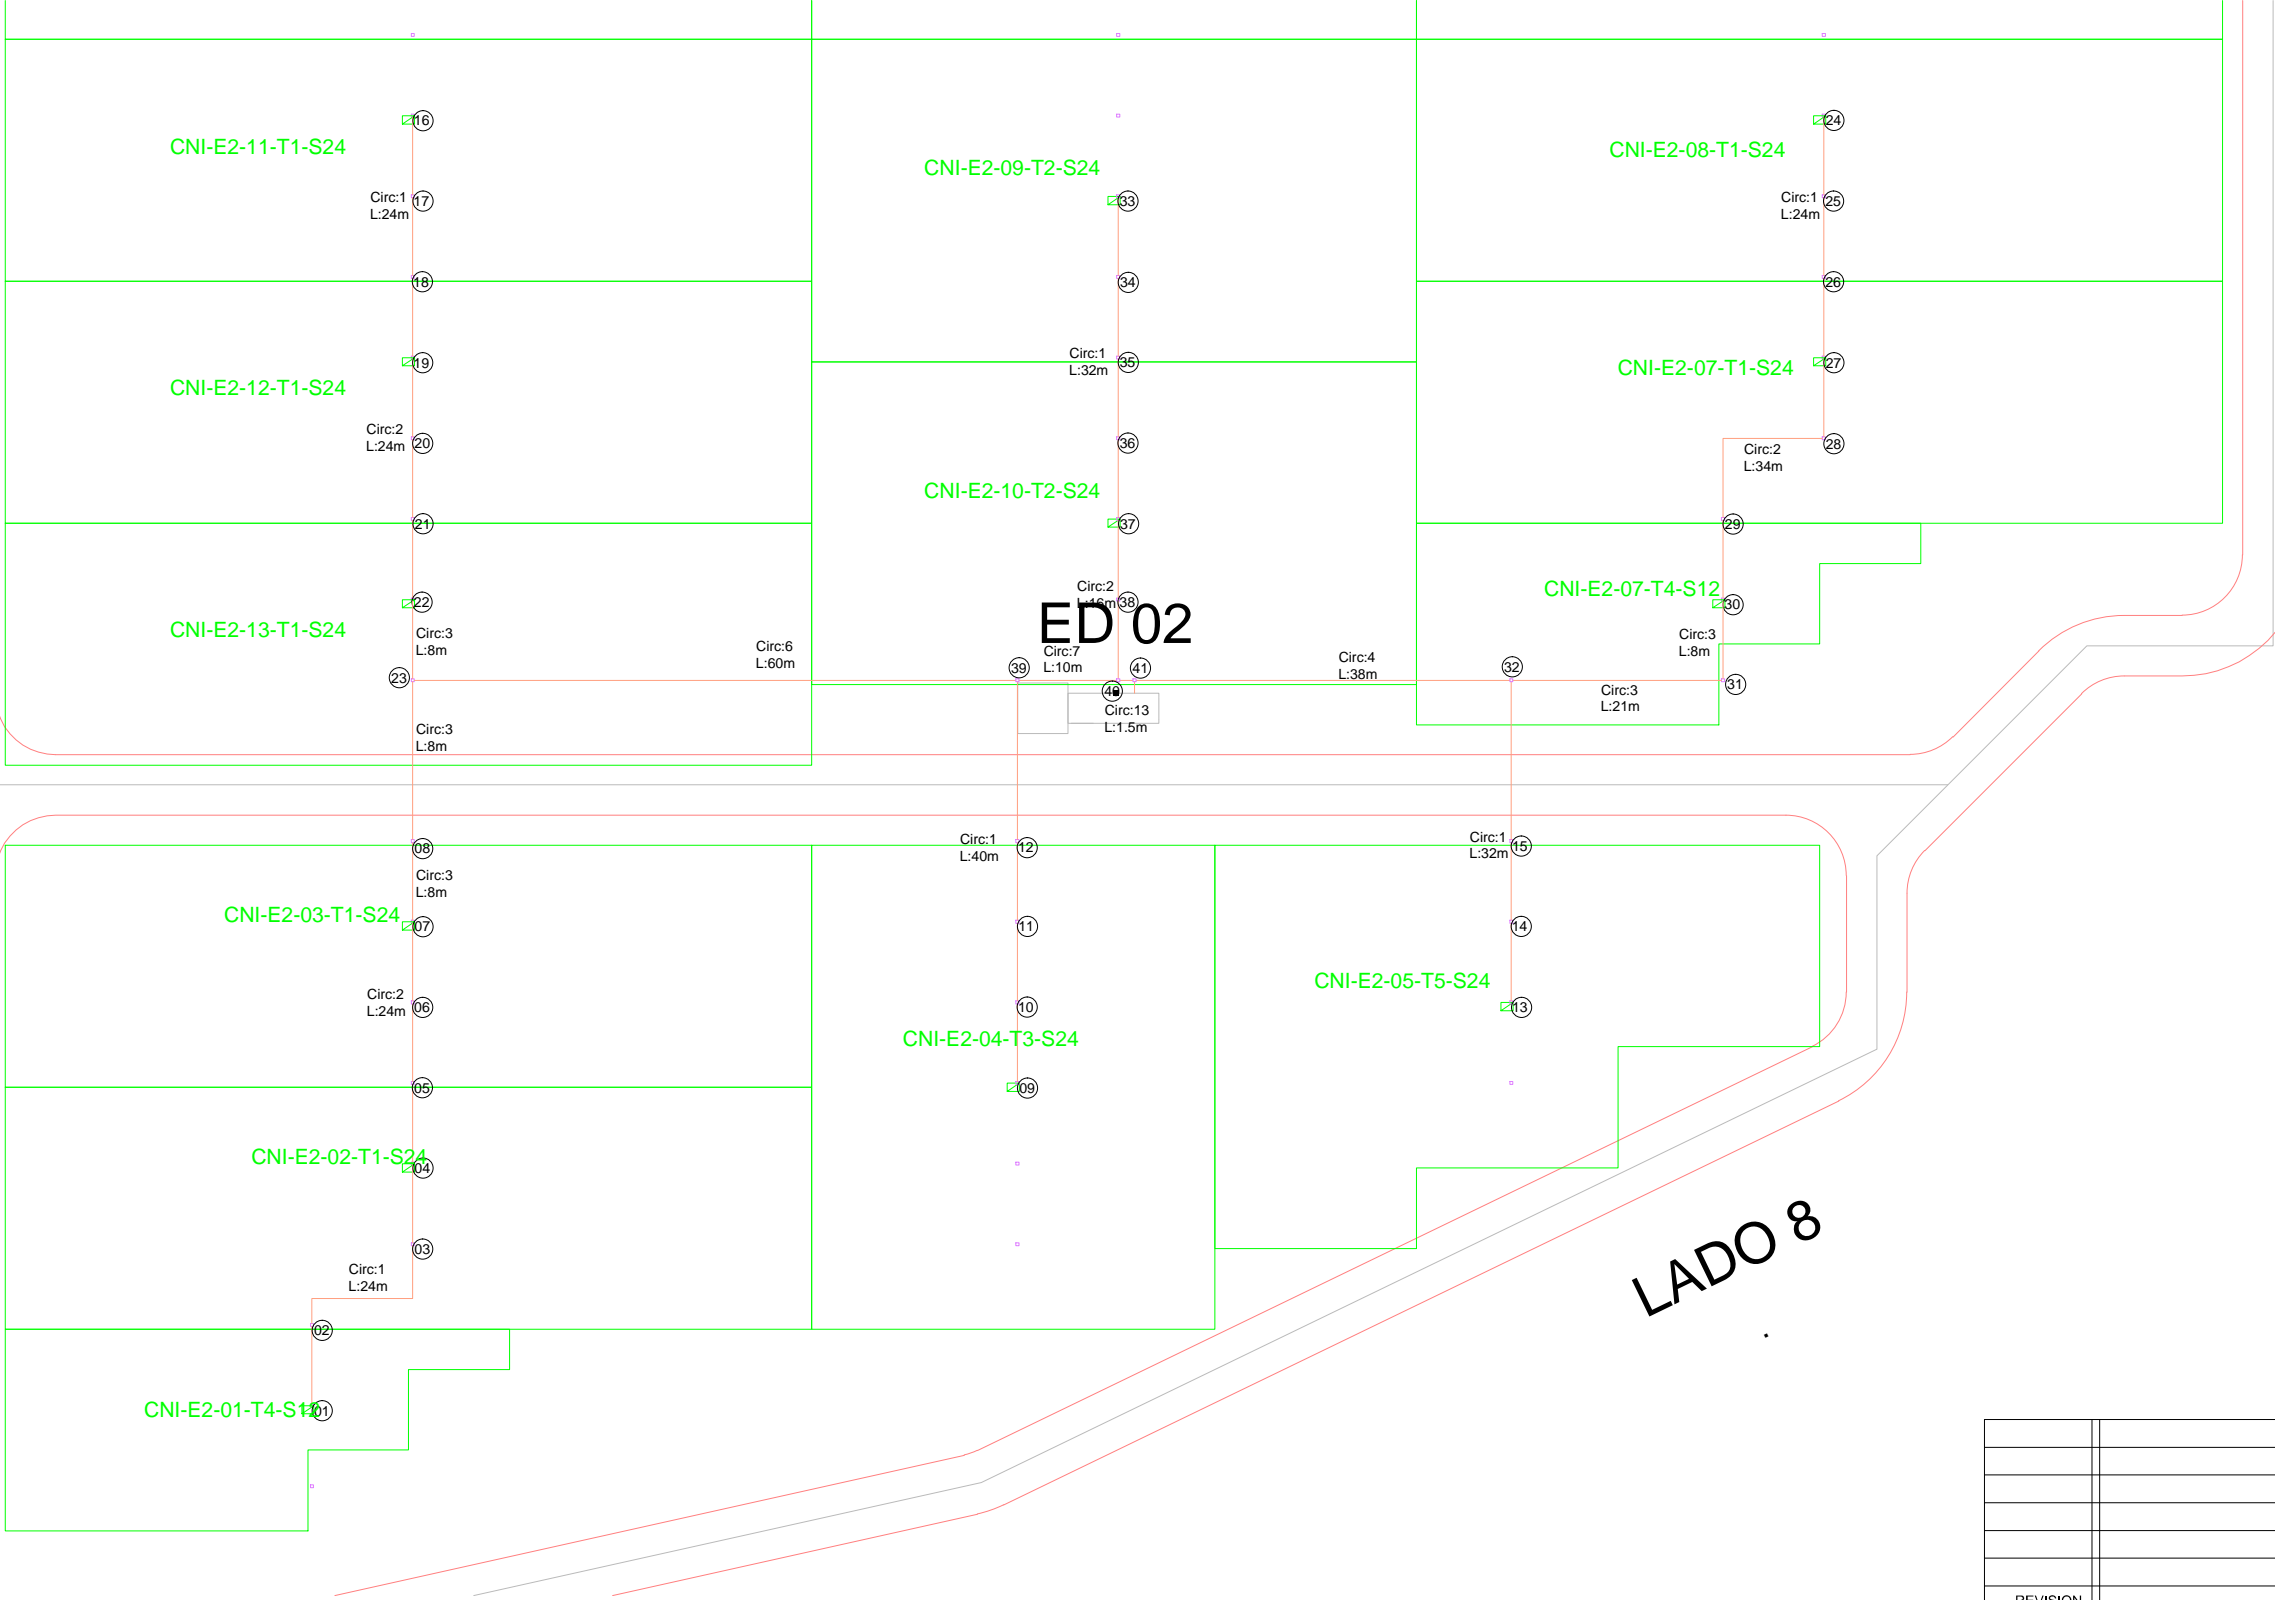 16
CNI-E2-11-T1-S24
Circ:1
L:24m
17
18
19
CNI-E2-12-T1-S24
Circ:2
L:24m
20
21
22
CNI-E2-13-T1-S24
Circ:3
L:8m
23
Circ:3
L:8m
Circ:6
L:60m
CNI-E2-09-T2-S24
33
34
Circ:1
L:32m
35
36
CNI-E2-10-T2-S24
37
Circ:2
L:16m
38
ED 02
Circ:7
L:10m
39
41
40
Circ:13
L:1.5m
Circ:4
L:38m
32
24
CNI-E2-08-T1-S24
Circ:1
L:24m
25
26
27
CNI-E2-07-T1-S24
28
Circ:2
L:34m
29
CNI-E2-07-T4-S12
30
Circ:3
L:8m
31
Circ:3
L:21m
08
Circ:3
L:8m
CNI-E2-03-T1-S24
07
Circ:2
L:24m
06
05
CNI-E2-02-T1-S24
04
03
Circ:1
L:24m
02
CNI-E2-01-T4-S12
01
Circ:1
L:40m
12
11
10
CNI-E2-04-T3-S24
09
Circ:1
L:32m
15
14
CNI-E2-05-T5-S24
13
LADO 8
REVISION